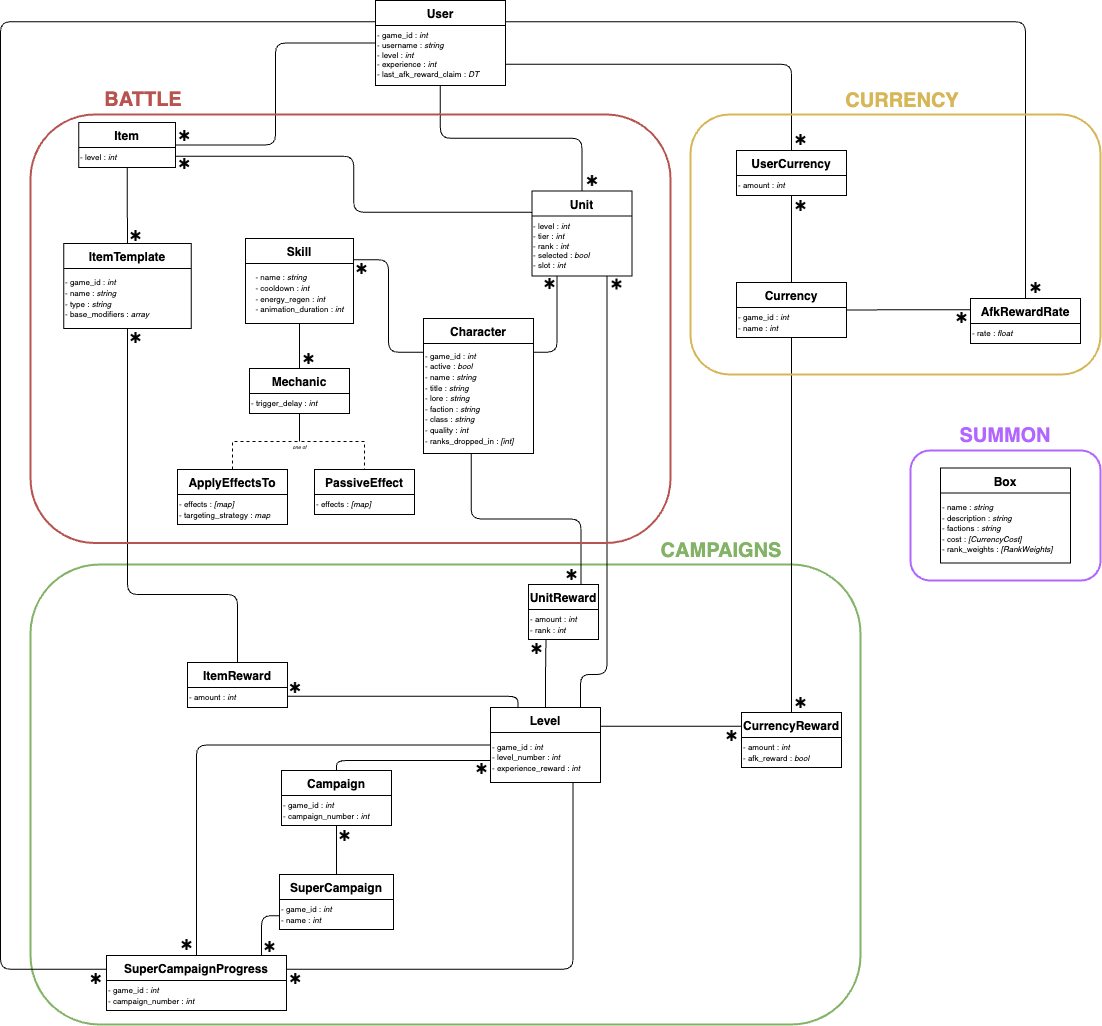 User
- game_id : int
- username : string
- level : int
- experience : int
- last_afk_reward_claim : DT
BATTLE
Item
- level : int
*
*
*
Unit
- level : int
- tier : int
- rank : int
- selected : bool
- slot : int
*
*
*
ItemTemplate
- game_id : int
- name : string
- type : string
- base_modifiers : array
*
Skill
- name : string
- cooldown : int
- energy_regen : int
- animation_duration : int
*
*
Mechanic
- trigger_delay : int
one of
ApplyEffectsTo
- effects : [map]
- targeting_strategy : map
PassiveEffect
- effects : [map]
Character
- game_id : int
- active : bool
- name : string
- title : string
- lore : string
- faction : string
- class : string
- quality : int
- ranks_dropped_in : [int]
CURRENCY
*
UserCurrency
- amount : int
*
Currency
- game_id : int
- name : int
*
*
AfkRewardRate
- rate : float
SUMMON
Box
- name : string
- description : string
- factions : string
- cost : [CurrencyCost]
- rank_weights : [RankWeights]
CAMPAIGNS
*
UnitReward
- amount : int
- rank : int
*
ItemReward
- amount : int
*
Level
- game_id : int
- level_number : int
- experience_reward : int
*
*
*
CurrencyReward
- amount : int
- afk_reward : bool
Campaign
- game_id : int
- campaign_number : int
*
SuperCampaign
- game_id : int
- name : int
*
*
*
*
SuperCampaignProgress
- game_id : int
- campaign_number : int